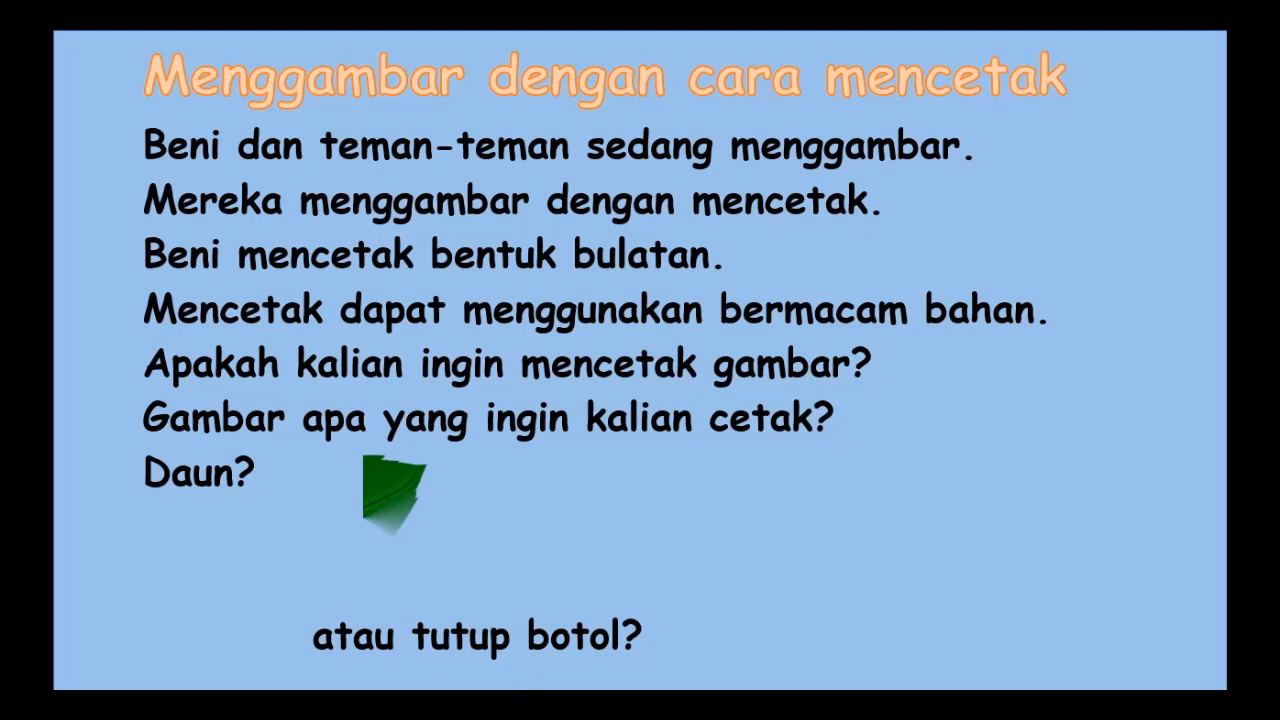 Menggambar dengan cara mencetak
Beni dan teman-teman sedang menggambar.
Mereka menggambar dengan mencetak.
Beni mencetak bentuk bulatan.
Mencetak dapat menggunakan bermacam bahan.
Apakah kalian ingin mencetak gambar?
Gambar apa yang ingin kalian cetak?
Daun?
atau tutup botol?